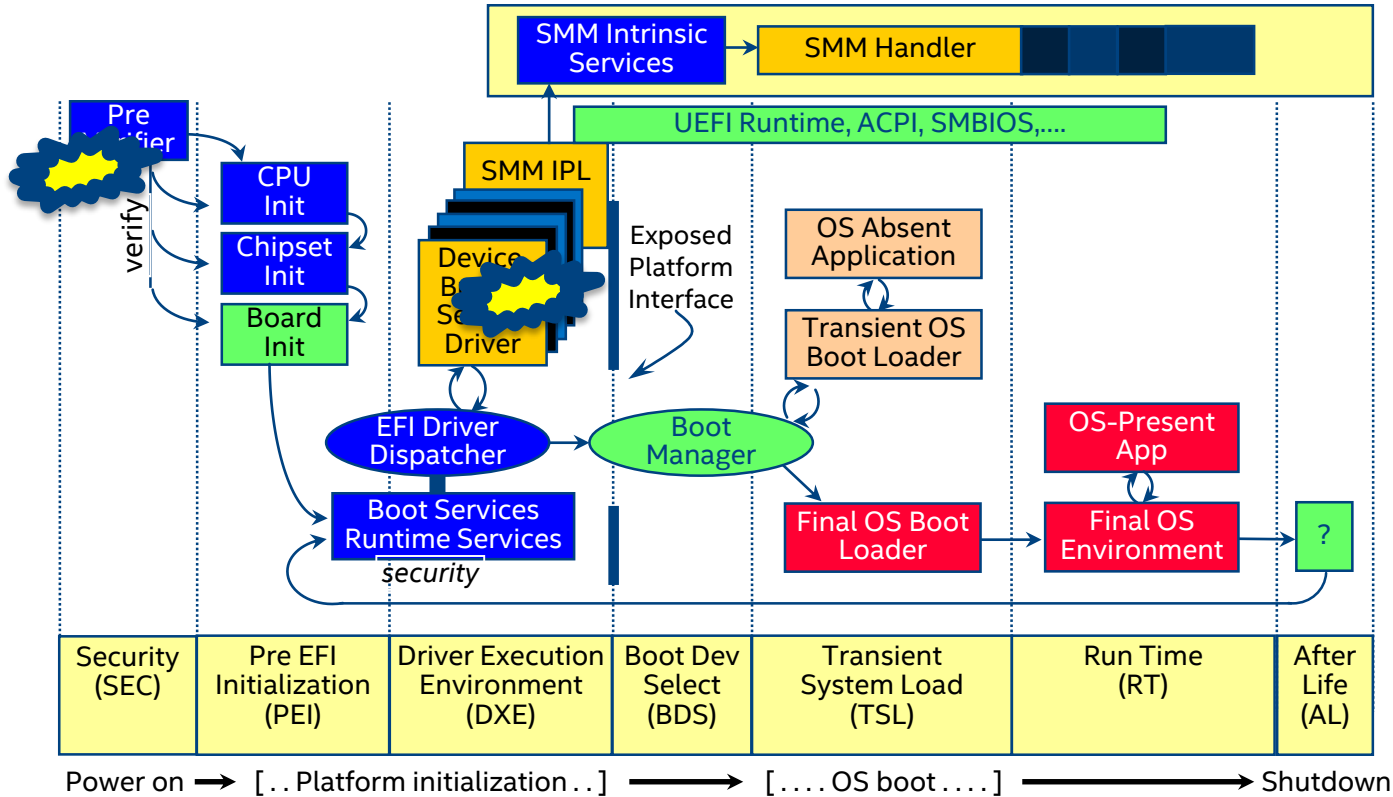 SMM Intrinsic
Services
SMM Handler
UEFI Runtime, ACPI, SMBIOS,....
Pre
verify
CPU
Init
Chipset
Init
Board
Init
SMM IPL
Device
Driver
Exposed
Platform
Interface
OS Absent
Application
Transient OS
Boot Loader
EFI Driver
Dispatcher
Boot
Manager
OS-Present
App
Boot Services
Runtime Services
security
Final OS Boot
Loader
Final OS
Environment
?
Security
(SEC)
Pre EFI
Initialization
(PEI)
Driver Execution
Environment
(DXE)
Boot Dev
Select
(BDS)
Transient
System Load
(TSL)
Run Time
(RT)
After
Life
(AL)
Power on
[ . . Platform initialization . . ]
[ . . . . OS boot . . . . ]
Shutdown